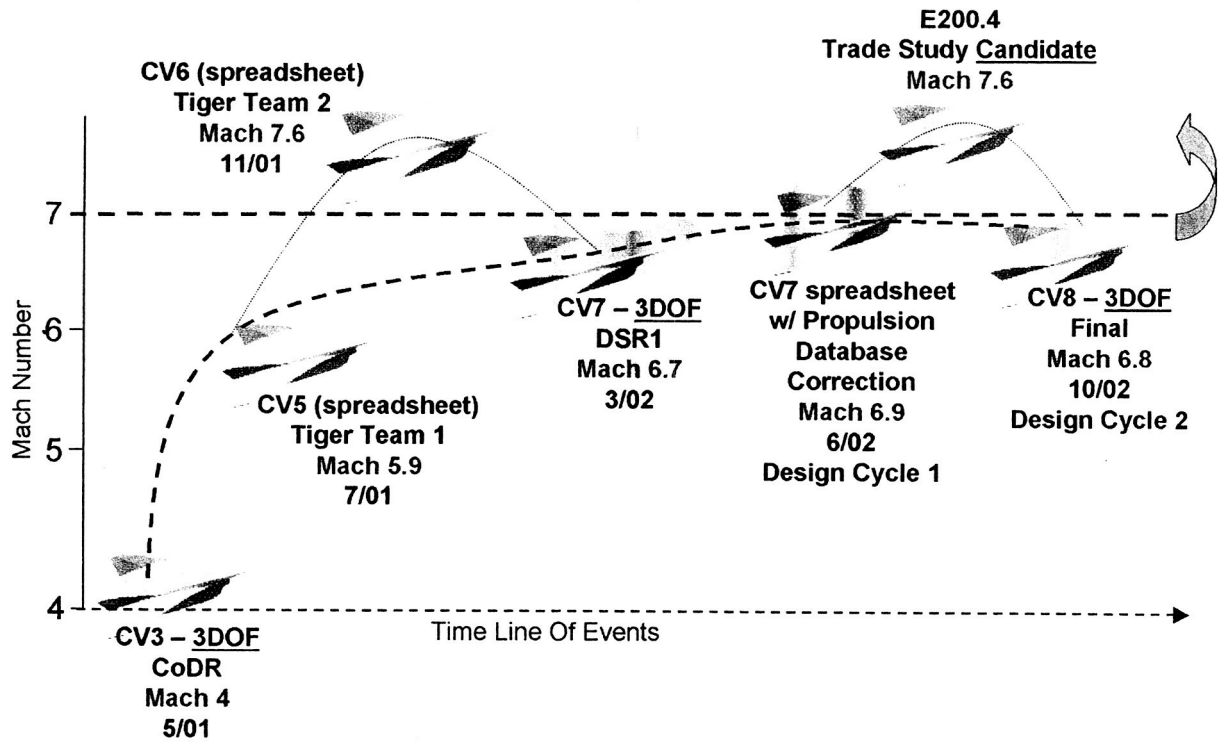 E200.4
Trade Study Candidate
Mach 7.6
CV6 (spreadsheet)
Tiger Team 2
Mach 7.6
11/01
7
6
5
4
Mach Number
CV5 (spreadsheet)
Tiger Team 1
Mach 5.9
7/01
CV7 – 3DOF
DSR1
Mach 6.7
3/02
CV7 spreadsheet
w/ Propulsion
Database
Correction
Mach 6.9
6/02
Design Cycle 1
CV8 – 3DOF
Final
Mach 6.8
10/02
Design Cycle 2
Time Line Of Events
CV3 – 3DOF
CoDR
Mach 4
5/01